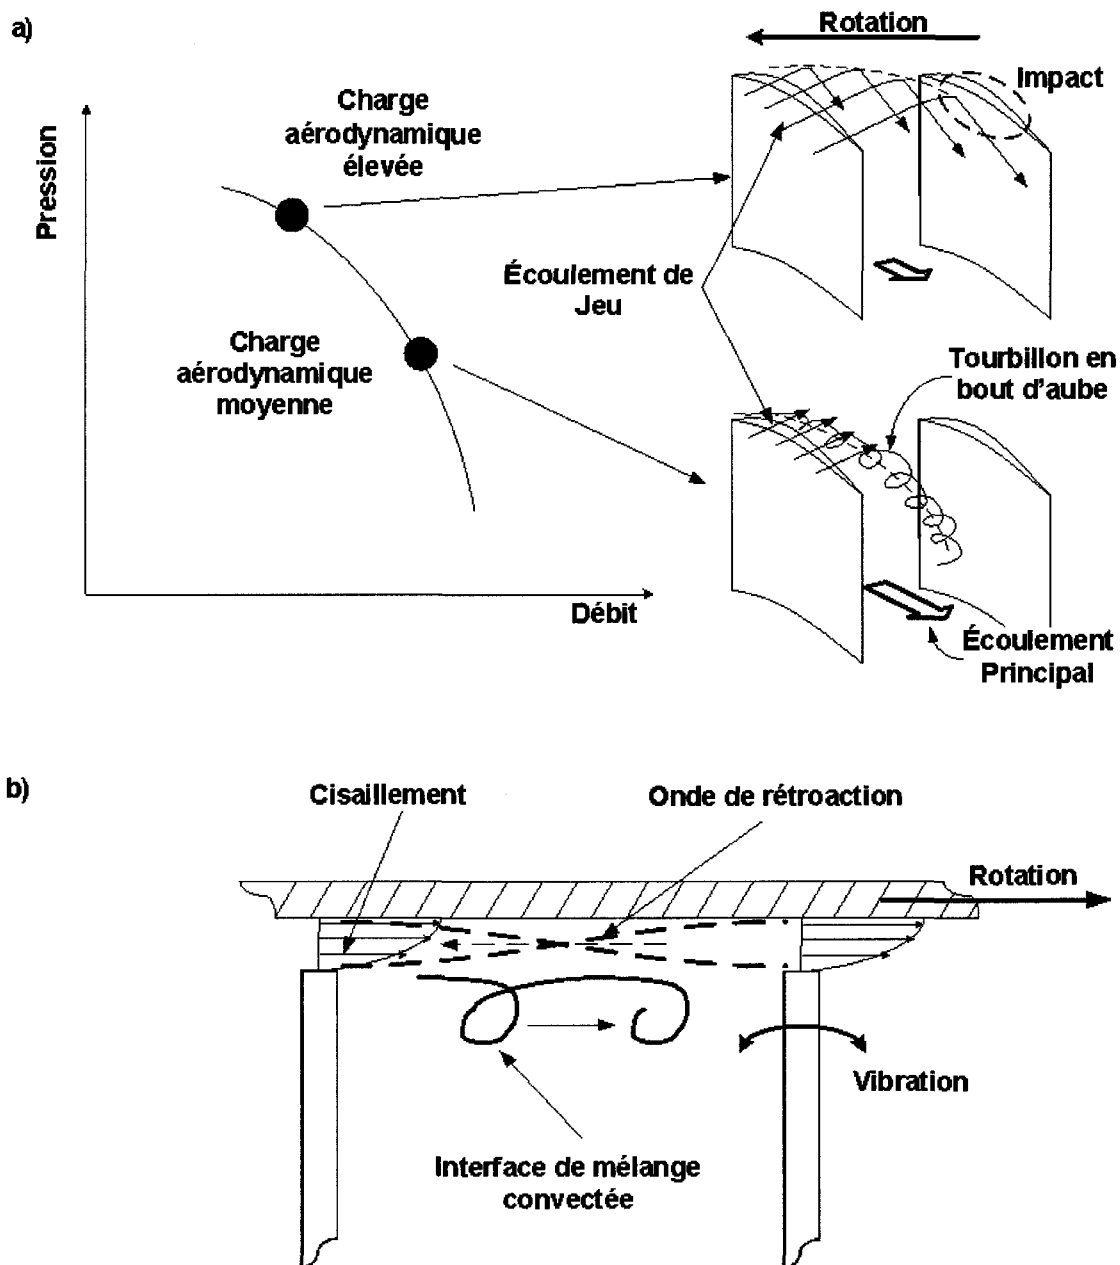 a)
Rotation
Impact
Charge
aérodynamique
élevée
Pression
Écoulement de
Jeu
Charge
aérodynamique
moyenne
Tourbillon en
bout d'aube
Débit
Écoulement
Principal
b)
Cisaillement
Onde de rétroaction
Rotation
Vibration
Interface de mélange
convectée